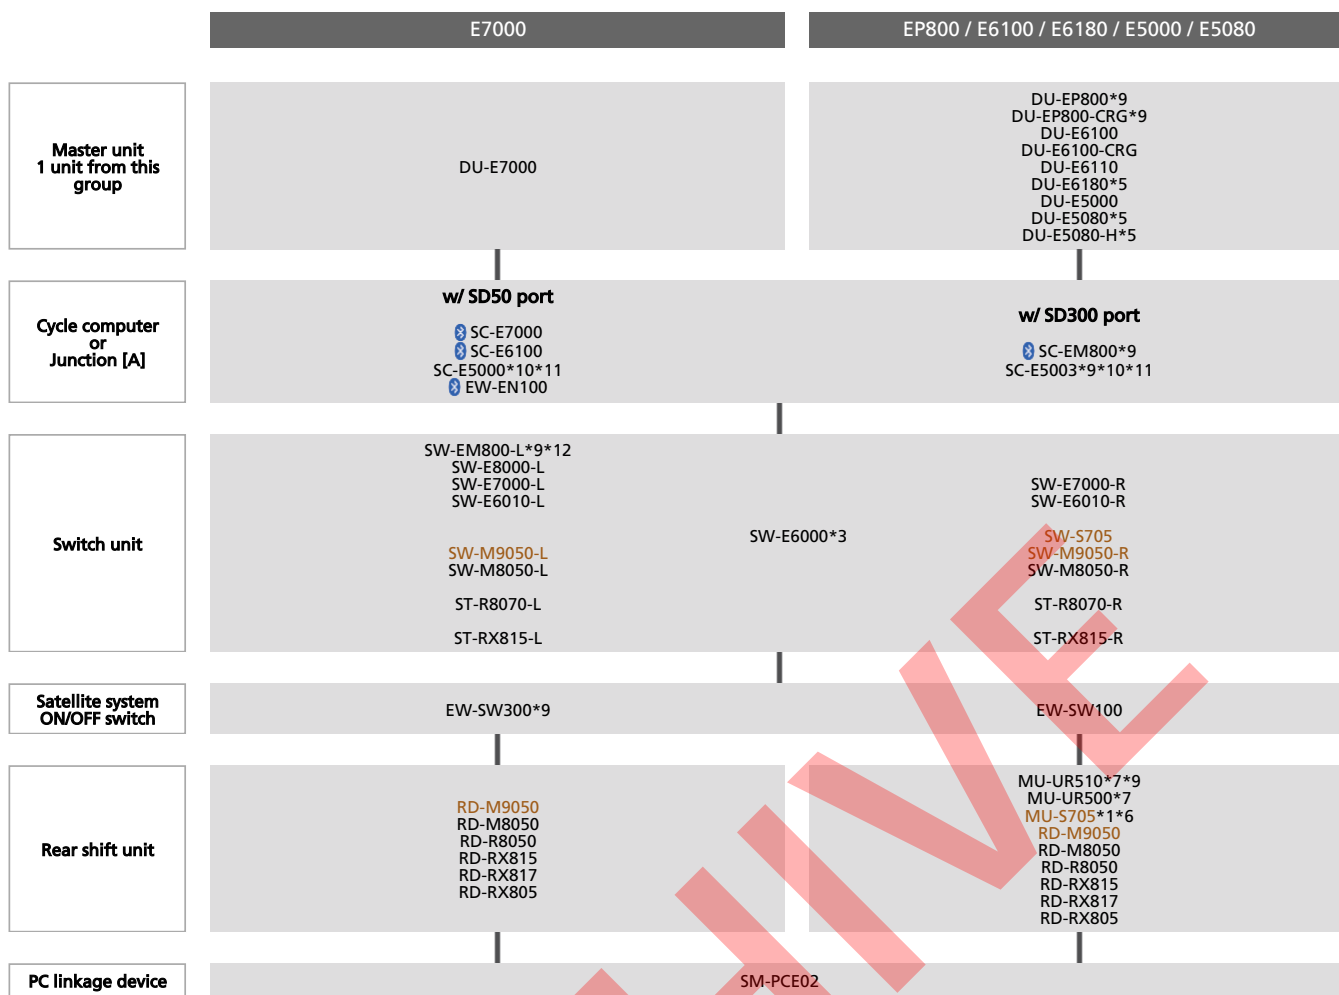 E7000
EP800 / E6100 / E6180 / E5000 / E5080
Master unit
1 unit from this
group
DU-E7000
DU-EP800*9
DU-EP800-CRG*9
DU-E6100
DU-E6100-CRG
DU-E6110
DU-E6180*5
DU-E5000
DU-E5080*5
DU-E5080-H*5
Cycle computer
or
Junction [A]
w/ SD50 port
SC-E7000
SC-E6100
SC-E5000*10*11
EW-EN100
w/ SD300 port
SC-EM800*9
SC-E5003*9*10*11
Switch unit
SW-EM800-L*9*12
SW-E8000-L
SW-E7000-L
SW-E6010-L
SW-M9050-L
SW-M8050-L
ST-R8070-L
ST-RX815-L
SW-E6000*3
SW-E7000-R
SW-E6010-R
SW-S705
SW-M9050-R
SW-M8050-R
ST-R8070-R
ST-RX815-R
Satellite system
ON/OFF switch
EW-SW300*9
EW-SW100
Rear shift unit
RD-M9050
RD-M8050
RD-R8050
RD-RX815
RD-RX817
RD-RX805
MU-UR510*7*9
MU-UR500*7
MU-S705*1*6
RD-M9050
RD-M8050
RD-R8050
RD-RX815
RD-RX817
RD-RX805
PC linkage device
SM-PCE02
HIVE